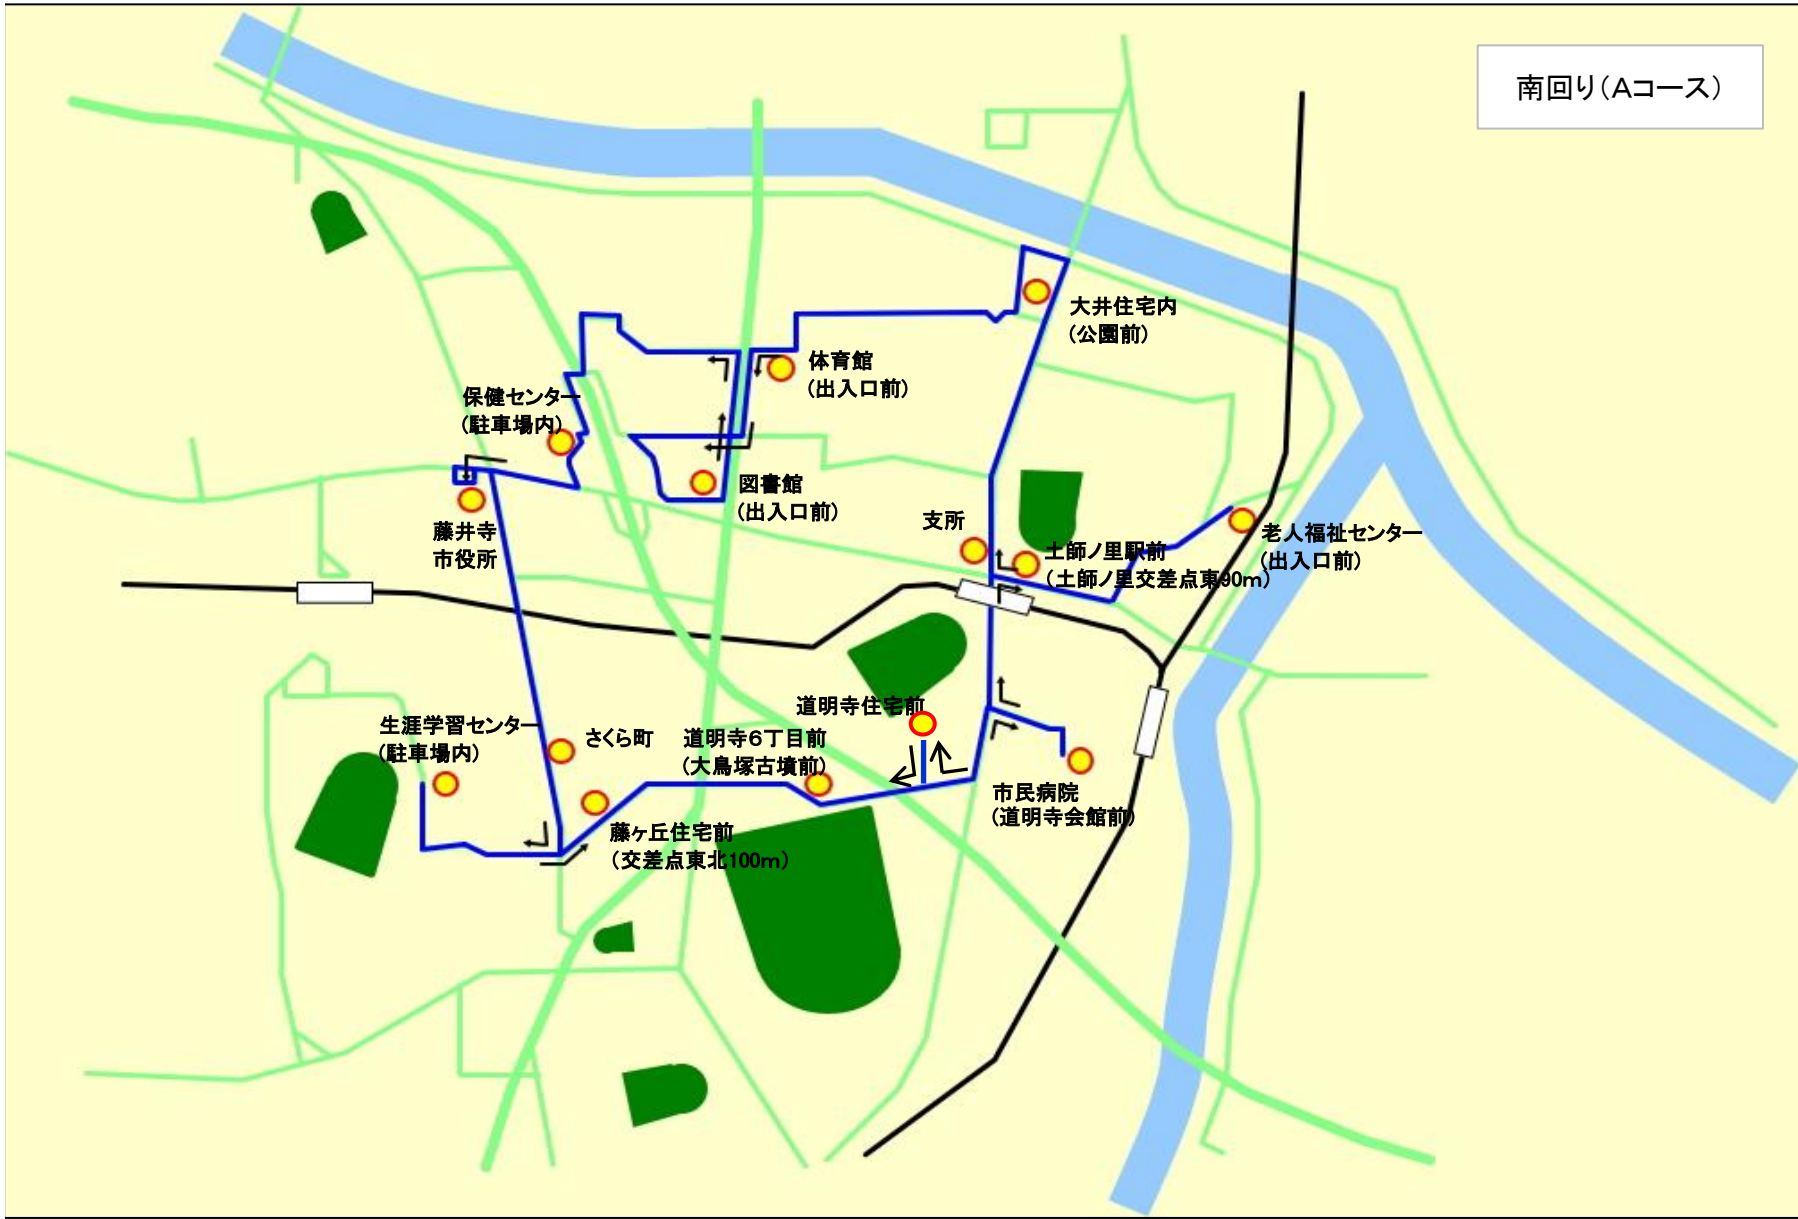 南回り（Aコース）
大井住宅内
（公園前）
体育館
（出入口前）
保健センター
（駐車場内）
図書館
（出入口前）
藤井寺
市役所
支所
土師ノ里駅前
（土師ノ里交差点東90m）
老人福祉センター
（出入口前）
道明寺住宅前
生涯学習センター
（駐車場内）
さくら町
道明寺６丁目前
（大鳥塚古墳前）
市民病院
（道明寺会館前）
藤ヶ丘住宅前
（交差点東北100m）